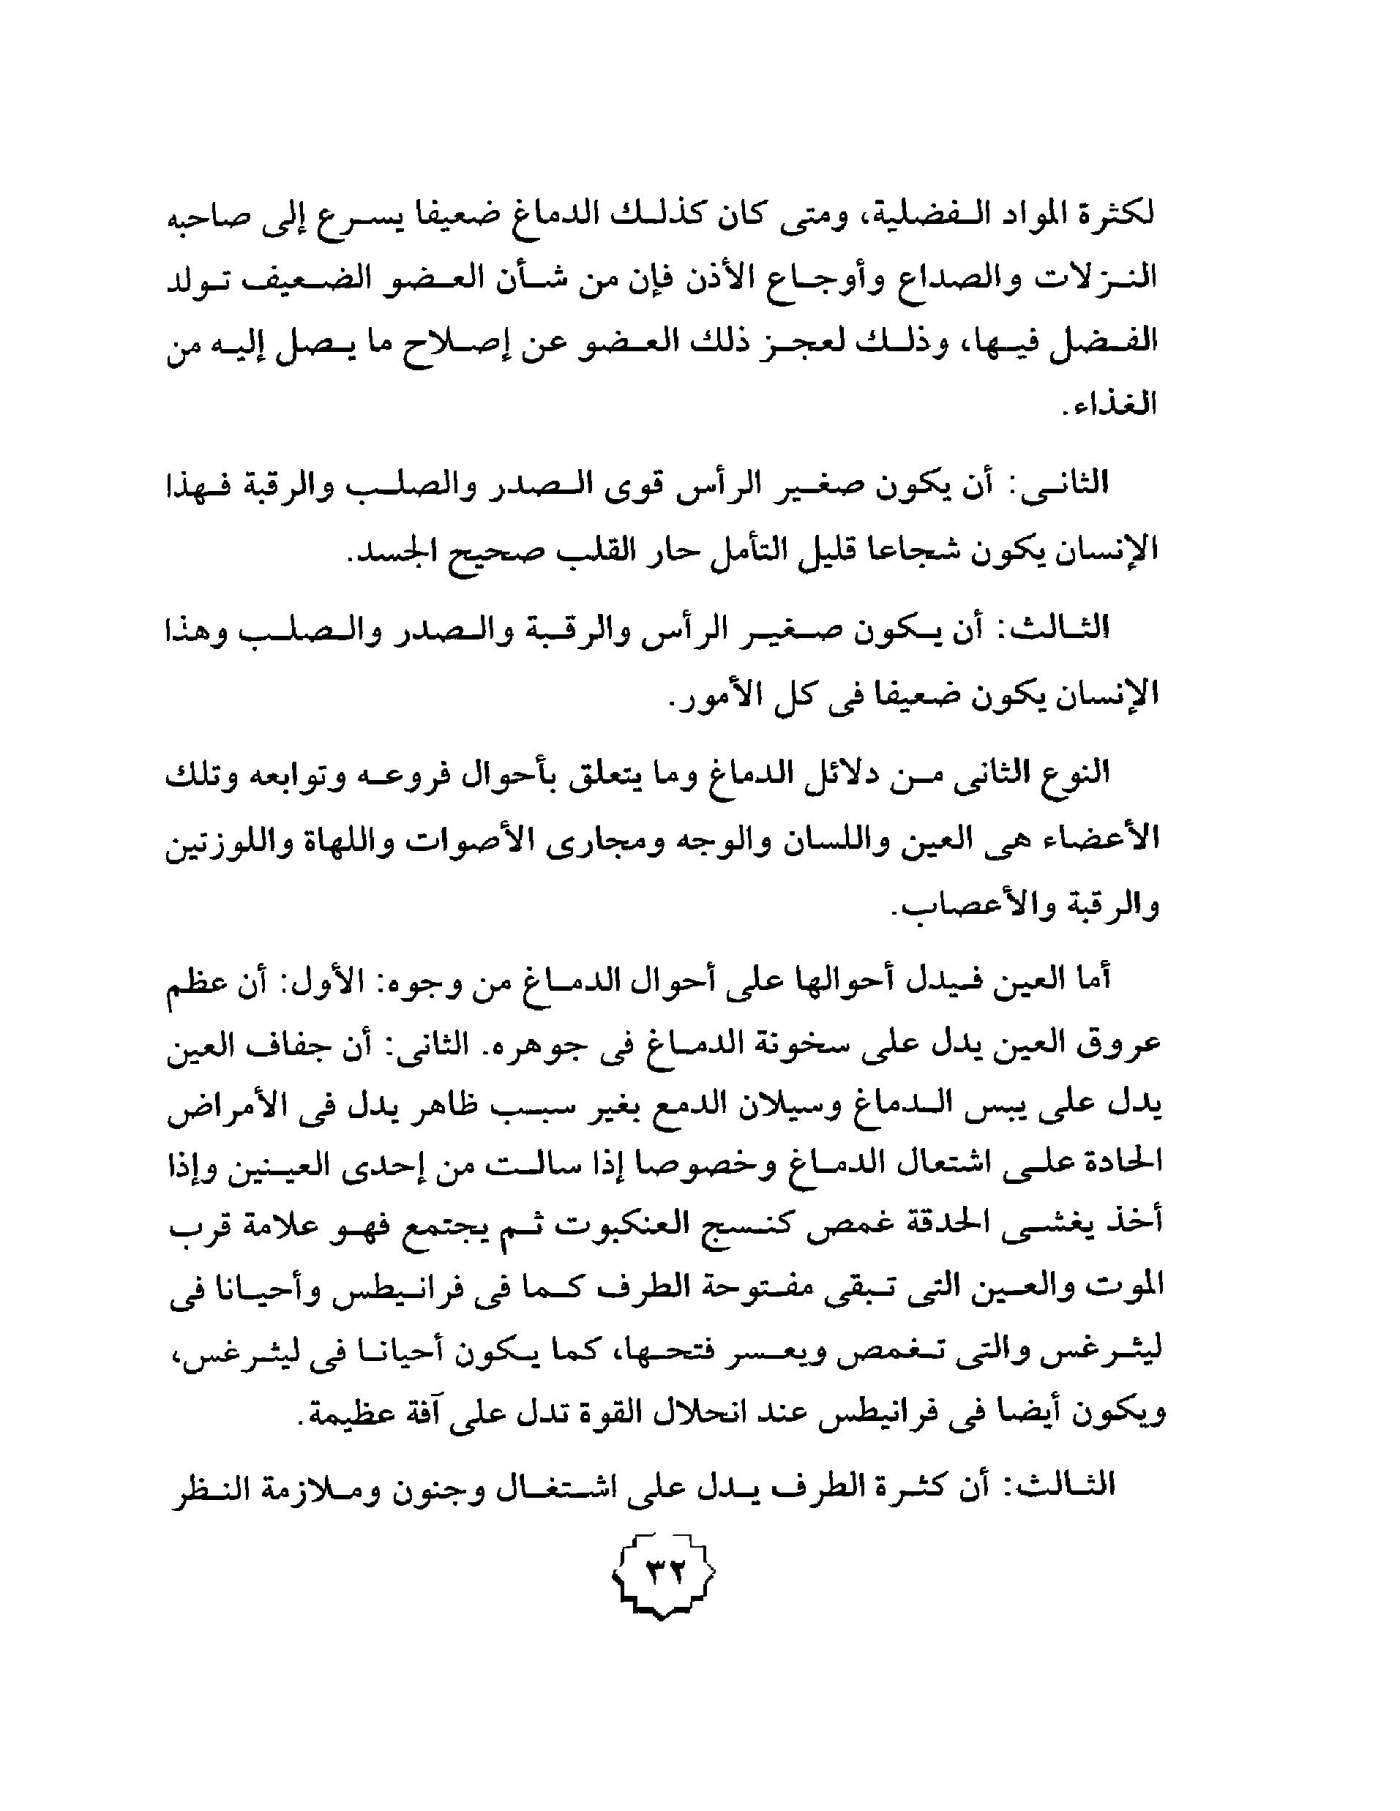 لكثرة المواد الفضلية، ومتى كان كذلك الدماغ ضعيفا يسرع إلى صاحبه
النزلات والصداع وأوجاع الأذن فإن من شأن العضو الضعيف تولد
الفضل فيها، وذلك لعجز ذلك العضو عن إصلاح ما يصل إليه من
الغذاء.
الثانى: أن يكون صغير الرأس قوى الصدر والصلب والرقبة فهذا
الإنسان يكون شجاعا قليل التأمل حار القلب صحيح الجسد.
الثالث: أن يكون صغير الرأس والرقبة والصدر والصلب وهذا
الإنسان يكون ضعيفا فى كل الأمور.
النوع الثانى من دلائل الدماغ وما يتعلق بأحوال فروعه وتوابعه وتلك
الأعضاء هى العين واللسان والوجه ومجارى الأصوات واللهاة واللوزتين
والرقبة والأعصاب.
أما العين فيدل أحوالها على أحوال الدماغ من وجوه: الأول: أن عظم
عروق العين يدل على سخونة الدماغ فى جوهره. الثانى: أن جفاف العين
يدل على يبس الدماغ وسيلان الدمع بغير سبب ظاهر يدل فى الأمراض
الحادة على اشتعال الدماغ وخصوصا إذا سالت من إحدى العينين وإذا
أخذ يغشى الحدقة غمص كنسج العنكبوت ثم يجتمع فهو علامة قرب
الموت والعين التى تبقى مفتوحة الطرف كما فى فرانيطس وأحيانا فى
ليثرغس والتى تغمص ويعسر فتحها، كما يكون أحيانا فى ليثرغس،
ويكون أيضا فى فرانيطس عند انحلال القوة تدل على آفة عظيمة.
الثالث: أن كثرة الطرف يدل على اشتغال وجنون وملازمة النظر
٣٢